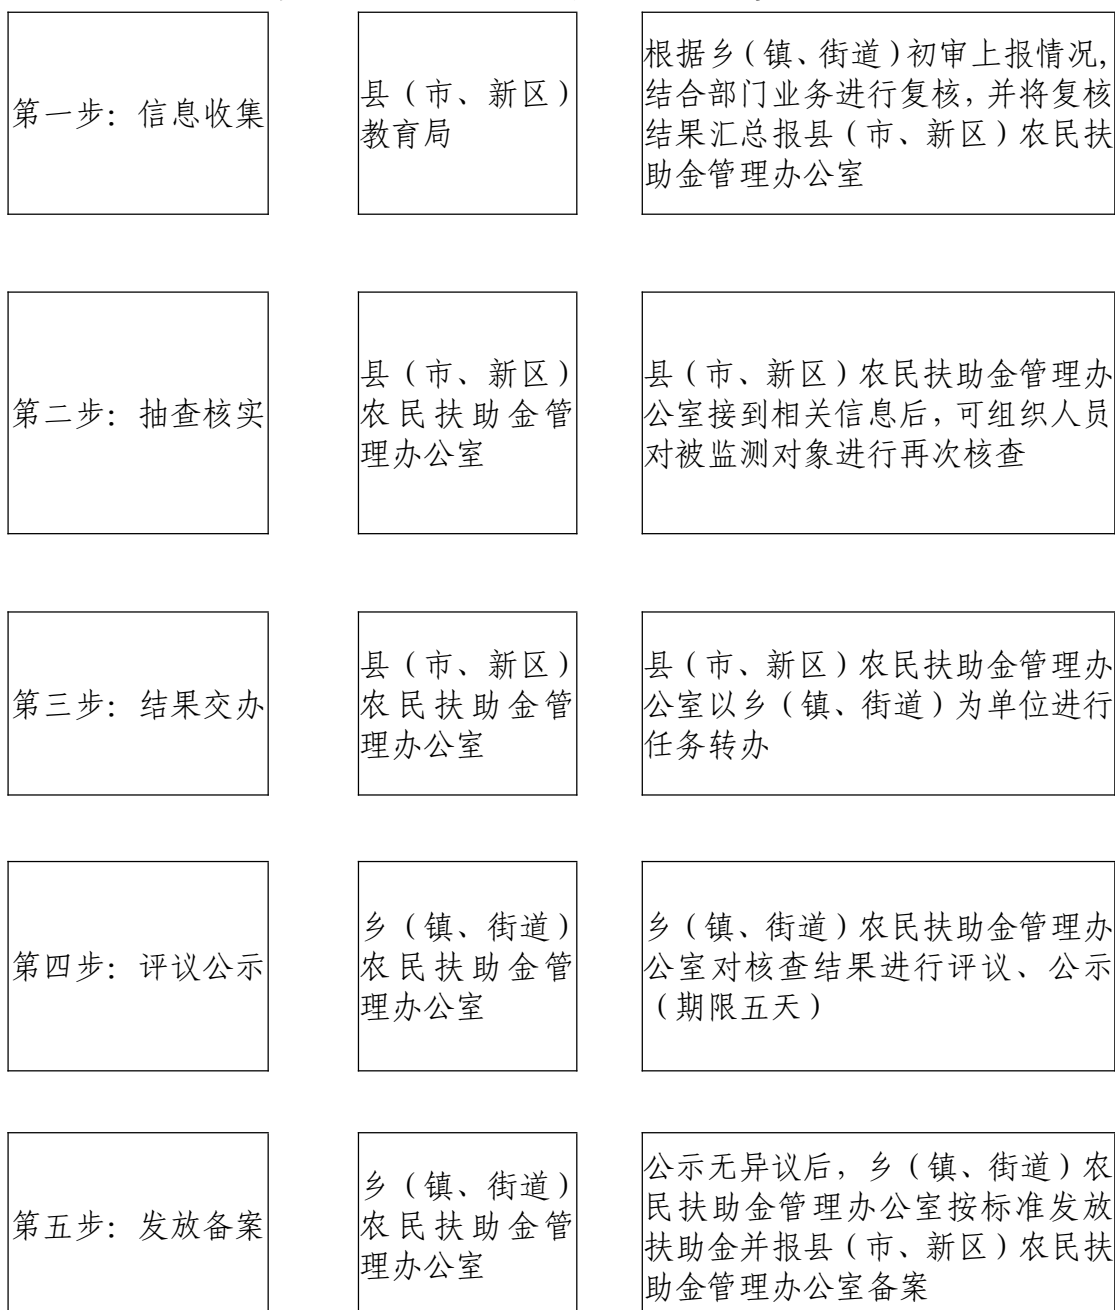 第一步：信息收集
县（市、新区）
教育局
根据乡（镇、街道）初审上报情况，
结合部门业务进行复核，并将复核
结果汇总报县（市、新区）农民扶
助金管理办公室
第二步：抽查核实
县（市、新区）
农民扶助金管
理办公室
县（市、新区）农民扶助金管理办
公室接到相关信息后，可组织人员
对被监测对象进行再次核查
第三步：结果交办
县（市、新区）
农民扶助金管
理办公室
县（市、新区）农民扶助金管理办
公室以乡（镇、街道）为单位进行
任务转办
第四步：评议公示
乡（镇、街道）
农民扶助金管
理办公室
乡（镇、街道）农民扶助金管理办
公室对核查结果进行评议、公示
（期限五天）
第五步：发放备案
乡（镇、街道）
农民扶助金管
理办公室
公示无异议后，乡（镇、街道）农
民扶助金管理办公室按标准发放
扶助金并报县（市、新区）农民扶
助金管理办公室备案